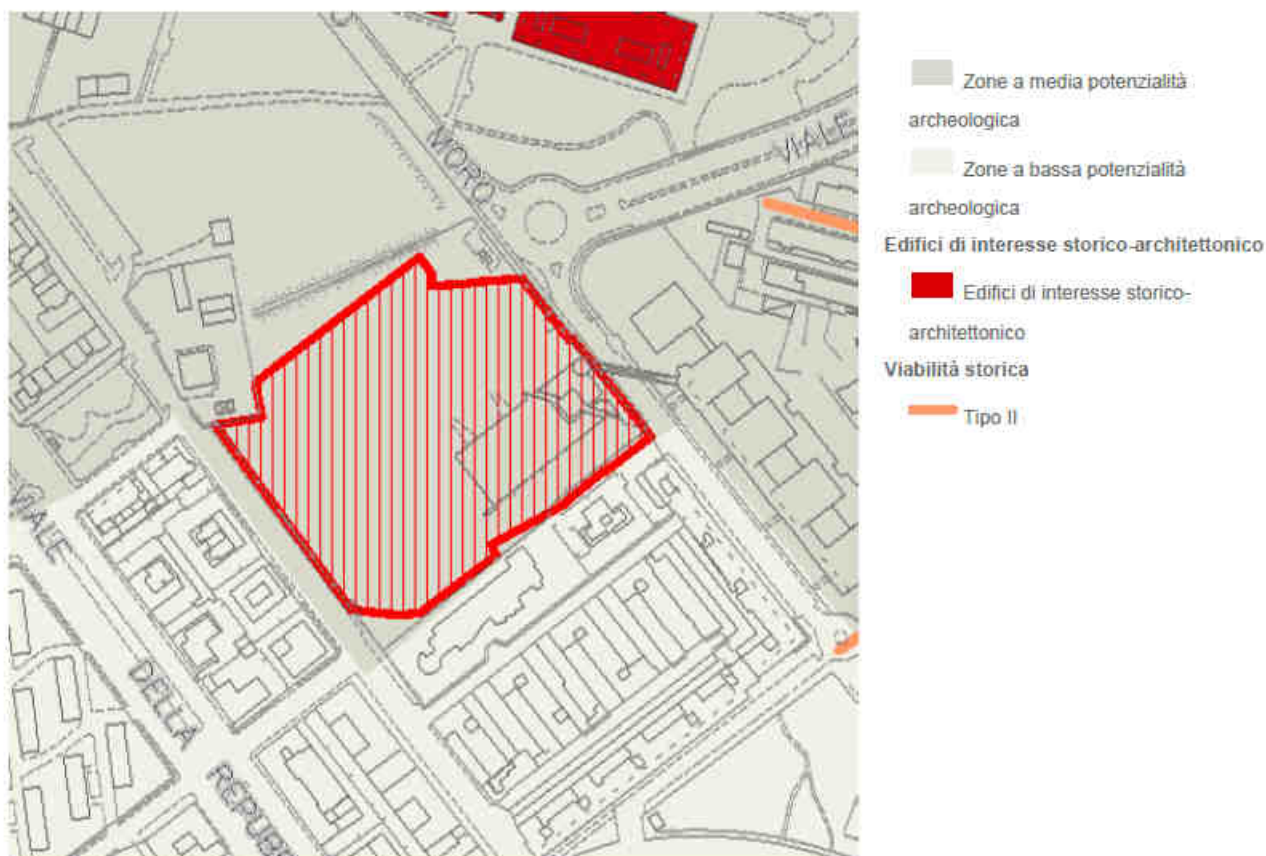 MORO
VIALE
VIALE
DELLA
REPUBB
Zone a media potenzialità
archeologica
Zone a bassa potenzialità
archeologica
Edifici di interesse storico-architettonico
Edifici di interesse storico-
architettonico
Viabilità storica
Tipo II